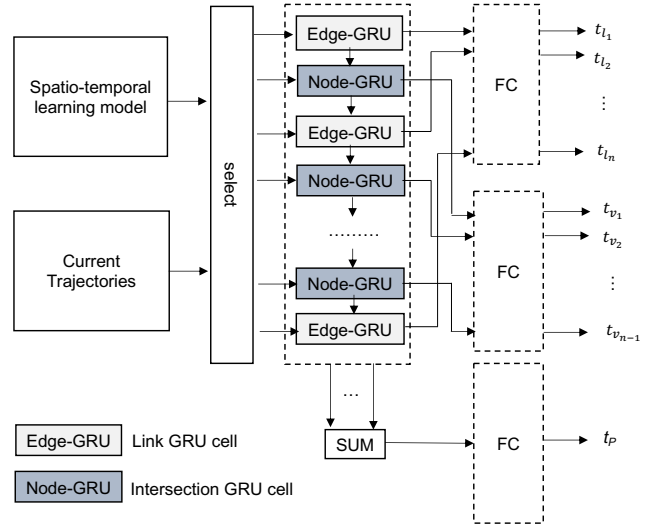 Spatio-temporal
learning model
Current
Trajectories
select
Edge-GRU
Node-GRU
Edge-GRU
Node-GRU
.........
Node-GRU
Edge-GRU
...
SUM
FC
FC
FC
t_{l_1}
t_{l_2}
⋮
t_{l_n}
t_{v_1}
t_{v_2}
⋮
t_{v_{n-1}}
t_P
Edge-GRU Link GRU cell
Node-GRU Intersection GRU cell